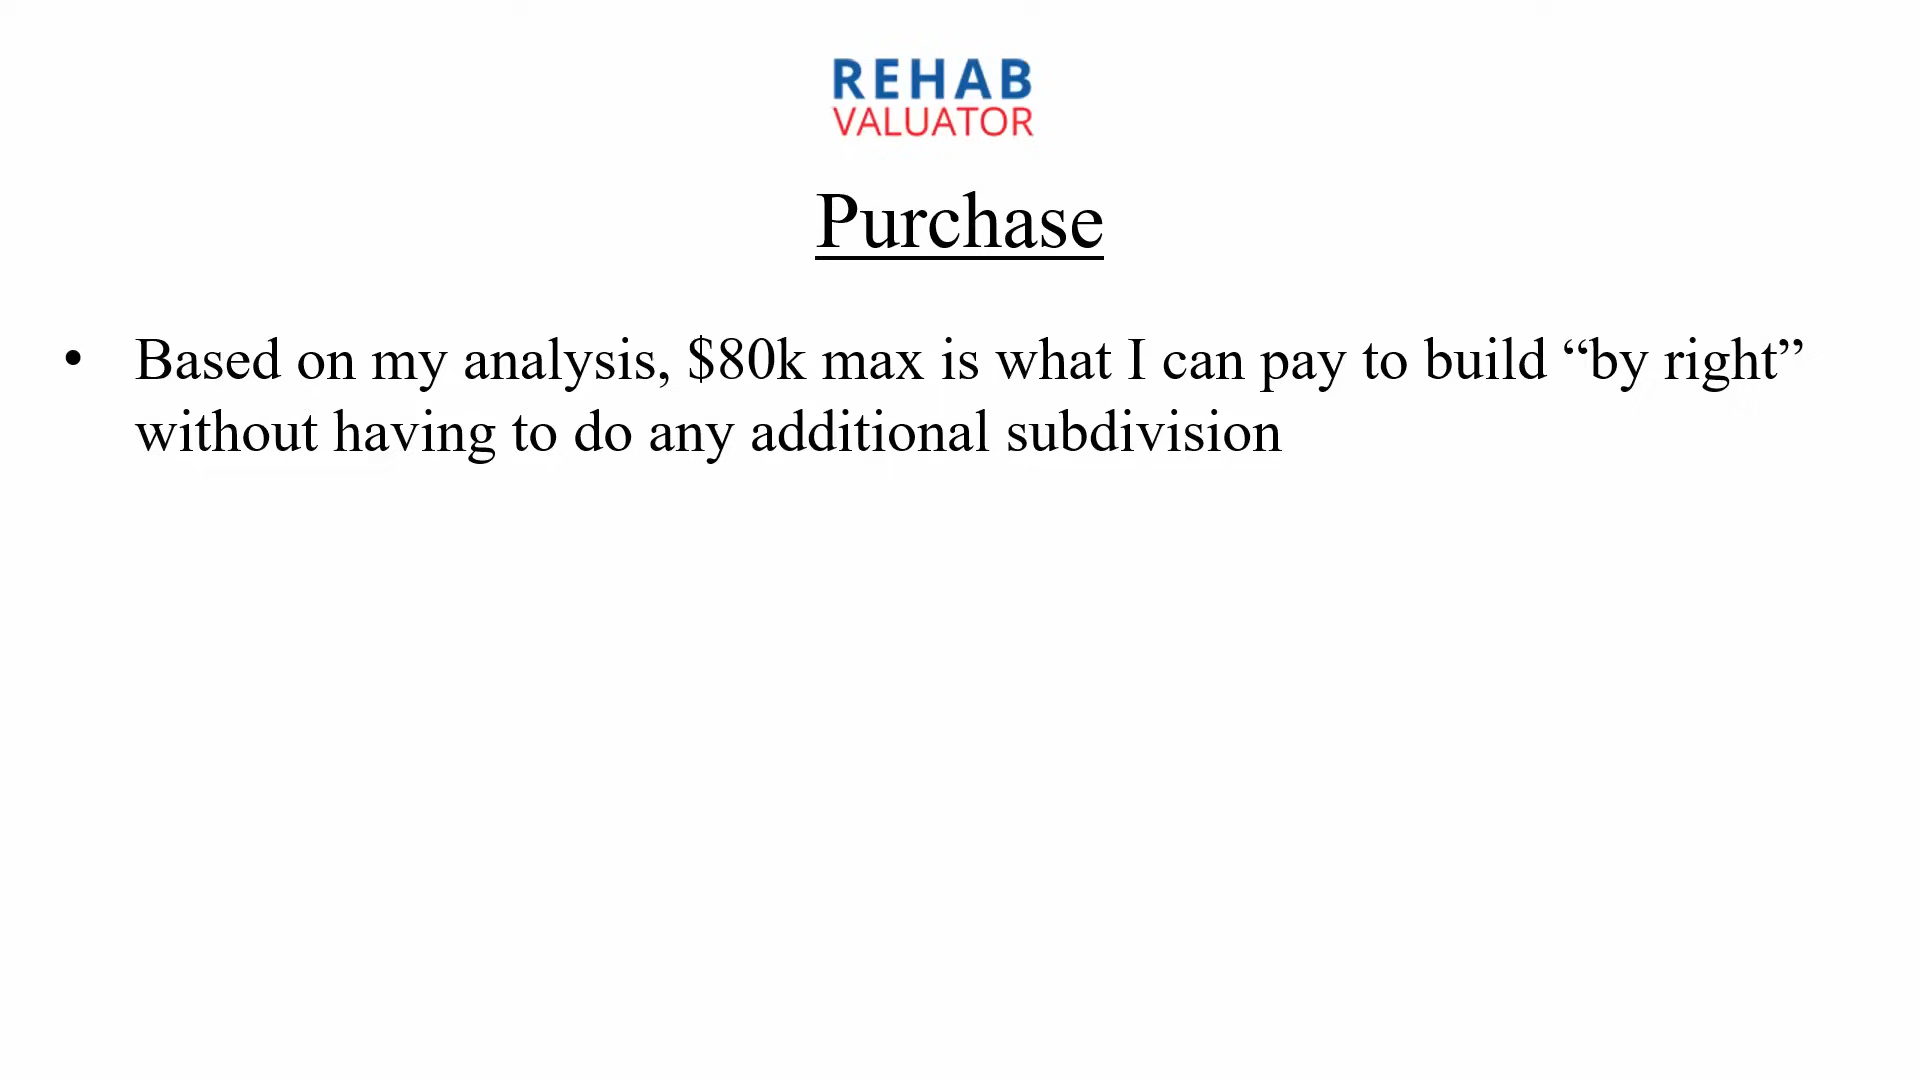 REHAB
VALUATOR
Purchase
• Based on my analysis, $80k max is what I can pay to build “by right”
without having to do any additional subdivision